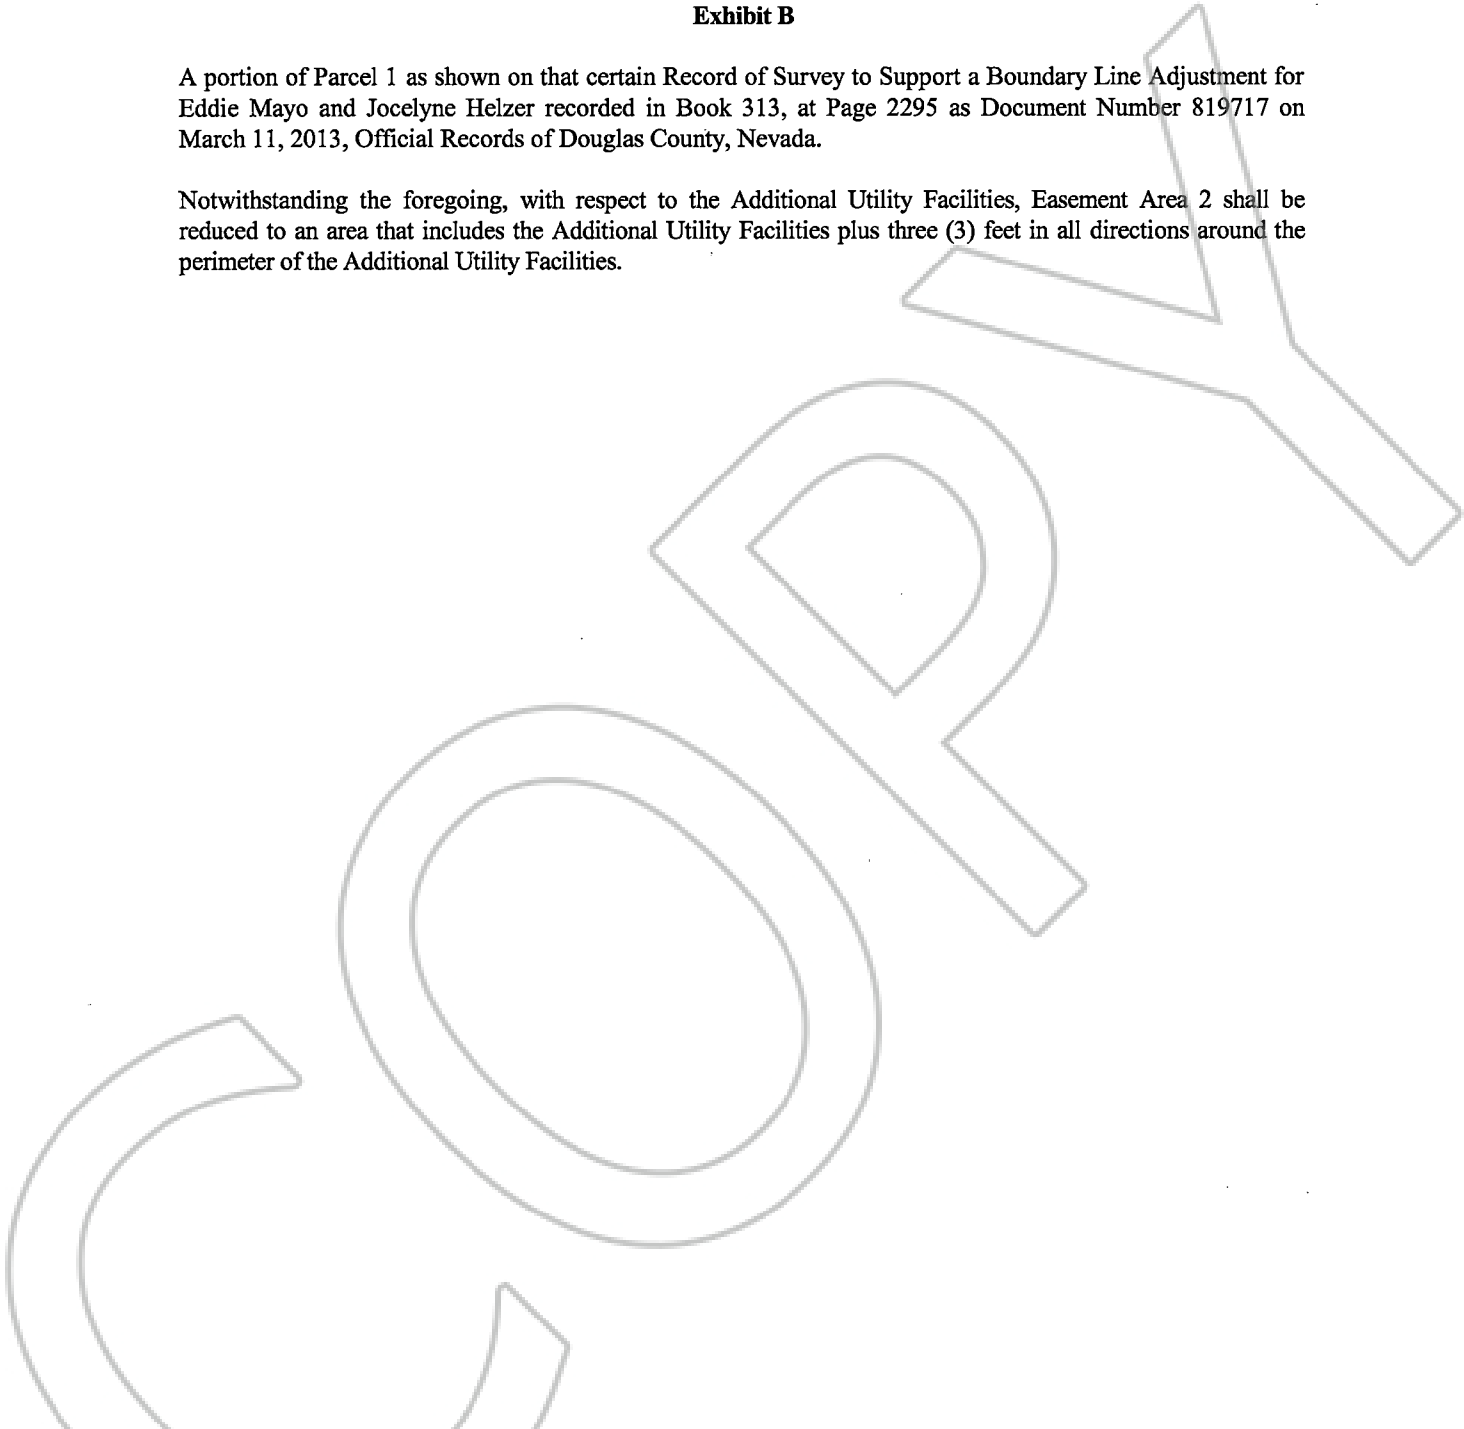 Exhibit B
A portion of Parcel 1 as shown on that certain Record of Survey to Support a Boundary Line Adjustment for
Eddie Mayo and Jocelyne Helzer recorded in Book 313, at Page 2295 as Document Number 819717 on
March 11, 2013, Official Records of Douglas County, Nevada.
Notwithstanding the foregoing, with respect to the Additional Utility Facilities, Easement Area 2 shall be
reduced to an area that includes the Additional Utility Facilities plus three (3) feet in all directions around the
perimeter of the Additional Utility Facilities.
COPY